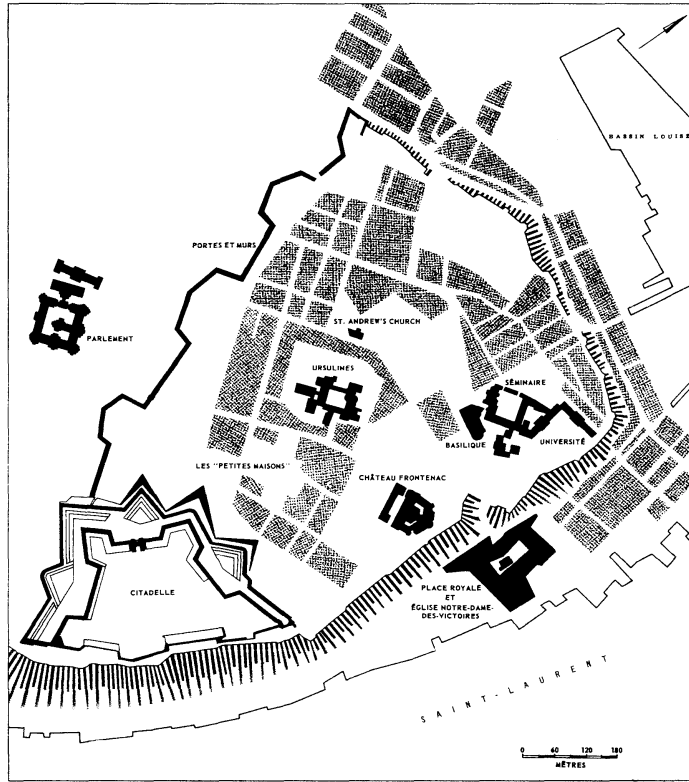 BASSIN LOUISE
PORTES ET MURS
PARLEMENT
ST. ANDREW'S CHURCH
URSULINES
SÉMINAIRE
BASILIQUE
UNIVERSITÉ
LES "PETITES MAISONS"
CHÂTEAU FRONTENAC
CITADELLE
PLACE ROYALE
ET
ÉGLISE NOTRE-DAME-
DES-VICTOIRES
SAINT-LAURENT
0 60 120 180
MÈTRES